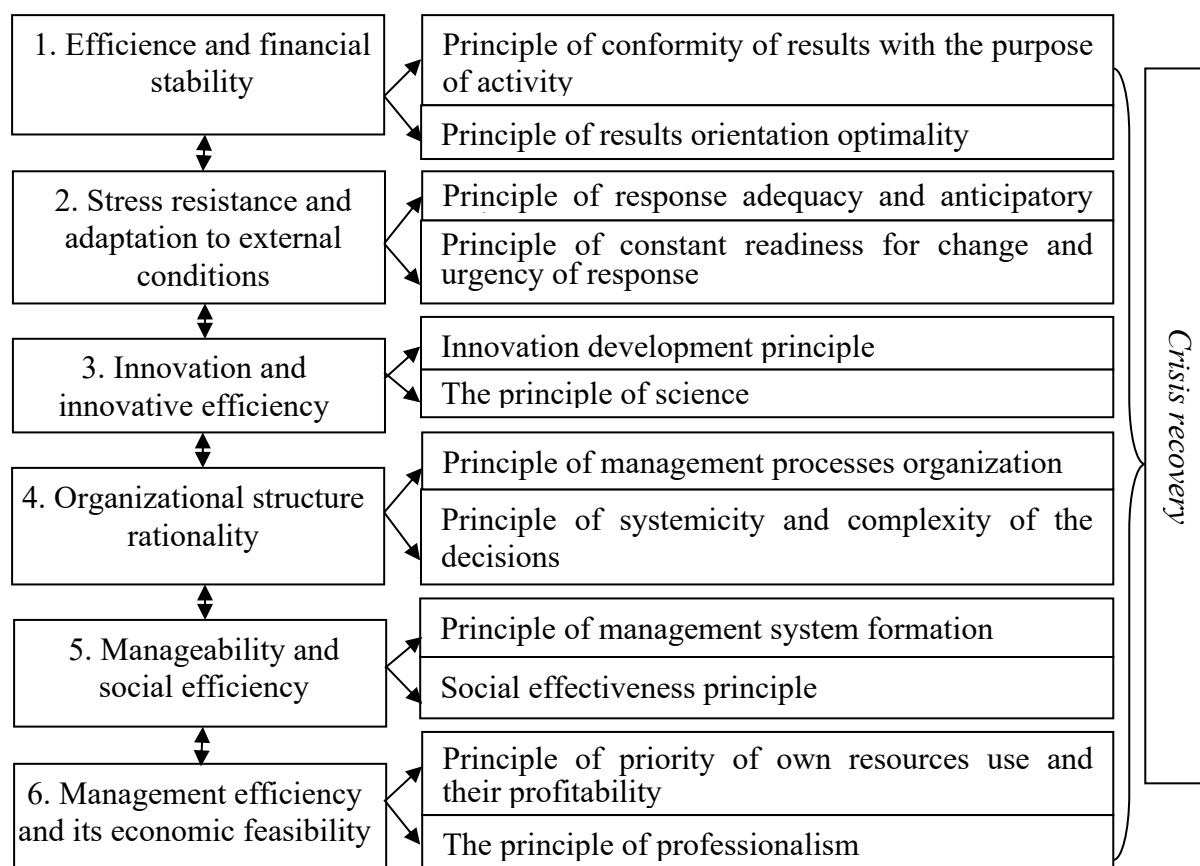 1. Efficience and financial
stability
Principle of conformity of results with the purpose
of activity
Principle of results orientation optimality
2. Stress resistance and
adaptation to external
conditions
Principle of response adequacy and anticipatory
Principle of constant readiness for change and
urgency of response
3. Innovation and
innovative efficiency
Innovation development principle
The principle of science
4. Organizational structure
rationality
Principle of management processes organization
Principle of systemicity and complexity of the
decisions
5. Manageability and
social efficiency
Principle of management system formation
Social effectiveness principle
6. Management efficiency
and its economic feasibility
Principle of priority of own resources use and
their profitability
The principle of professionalism
Crisis recovery